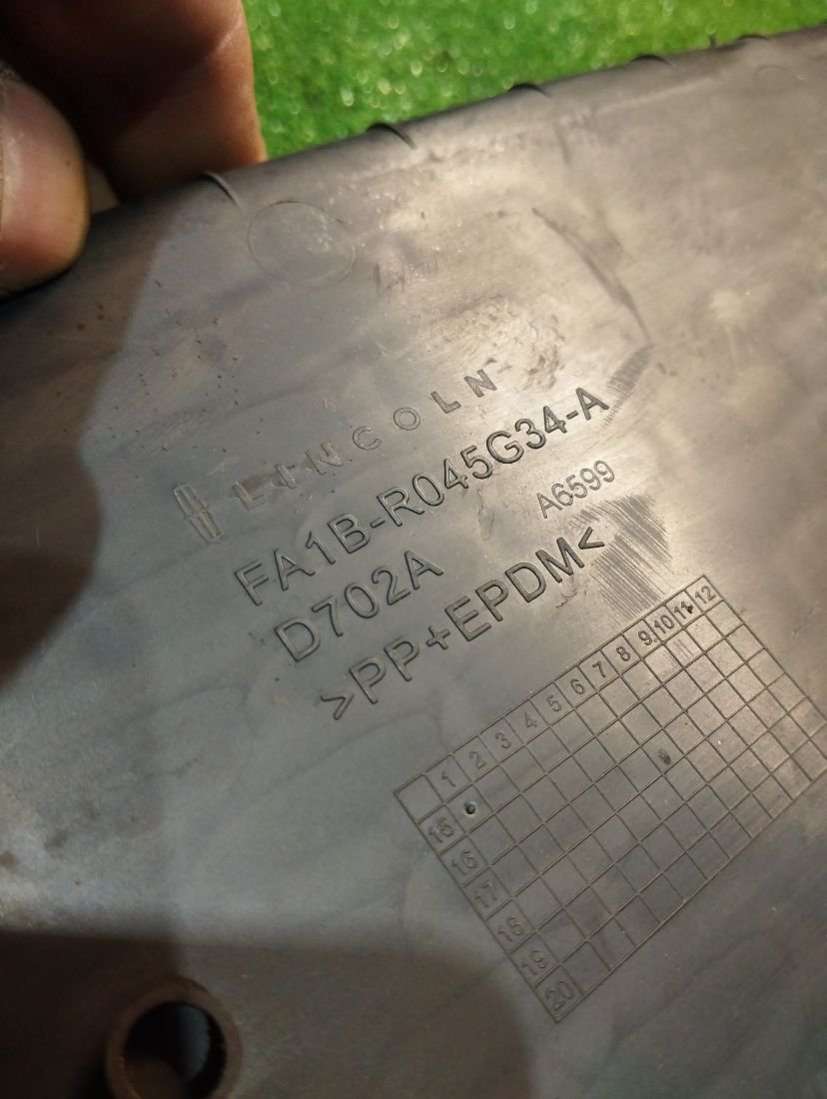 LINCOLN
FA1B-R045G34-A
D702A
A6599
>PP+EPDM<
1 2 3 4 5 6 7 8 9 10 11 12
15
16
17
18
19
20